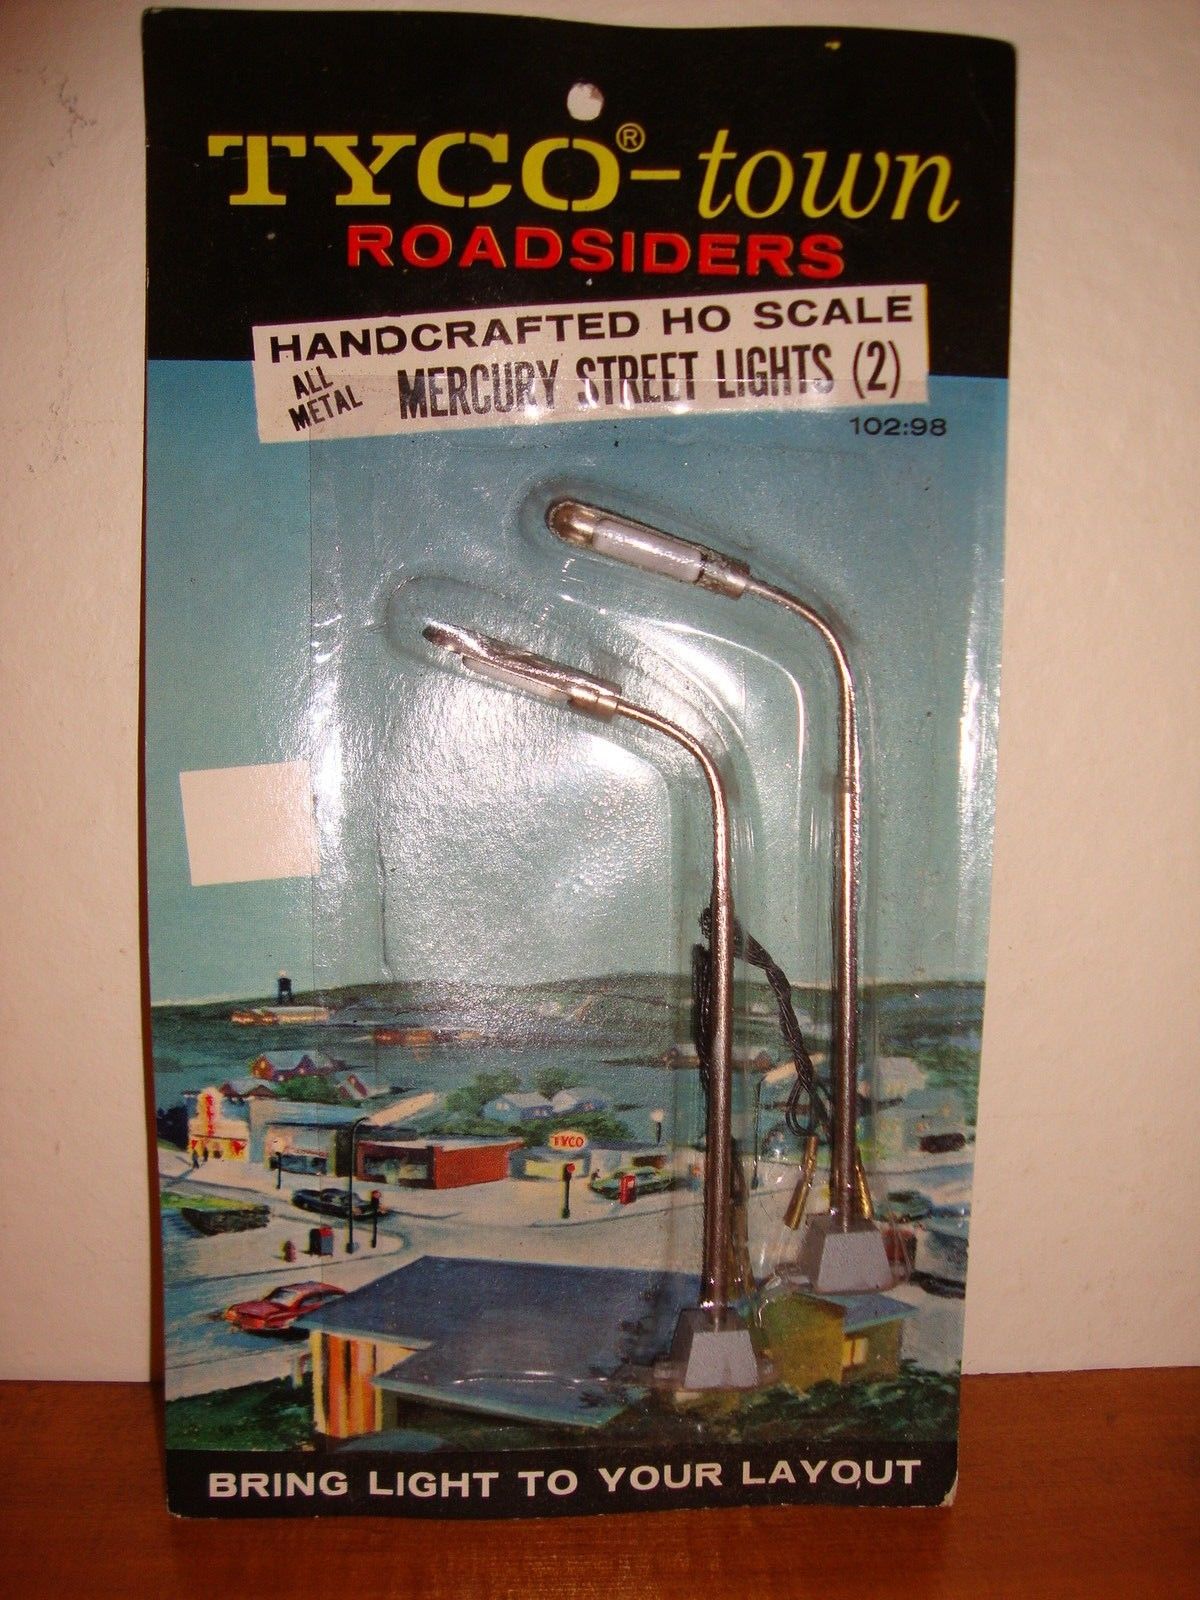 TYCO®-town
ROADSIDERS
HANDCRAFTED HO SCALE
ALL METAL MERCURY STREET LIGHTS (2)
102:98
TYCO
BRING LIGHT TO YOUR LAYOUT